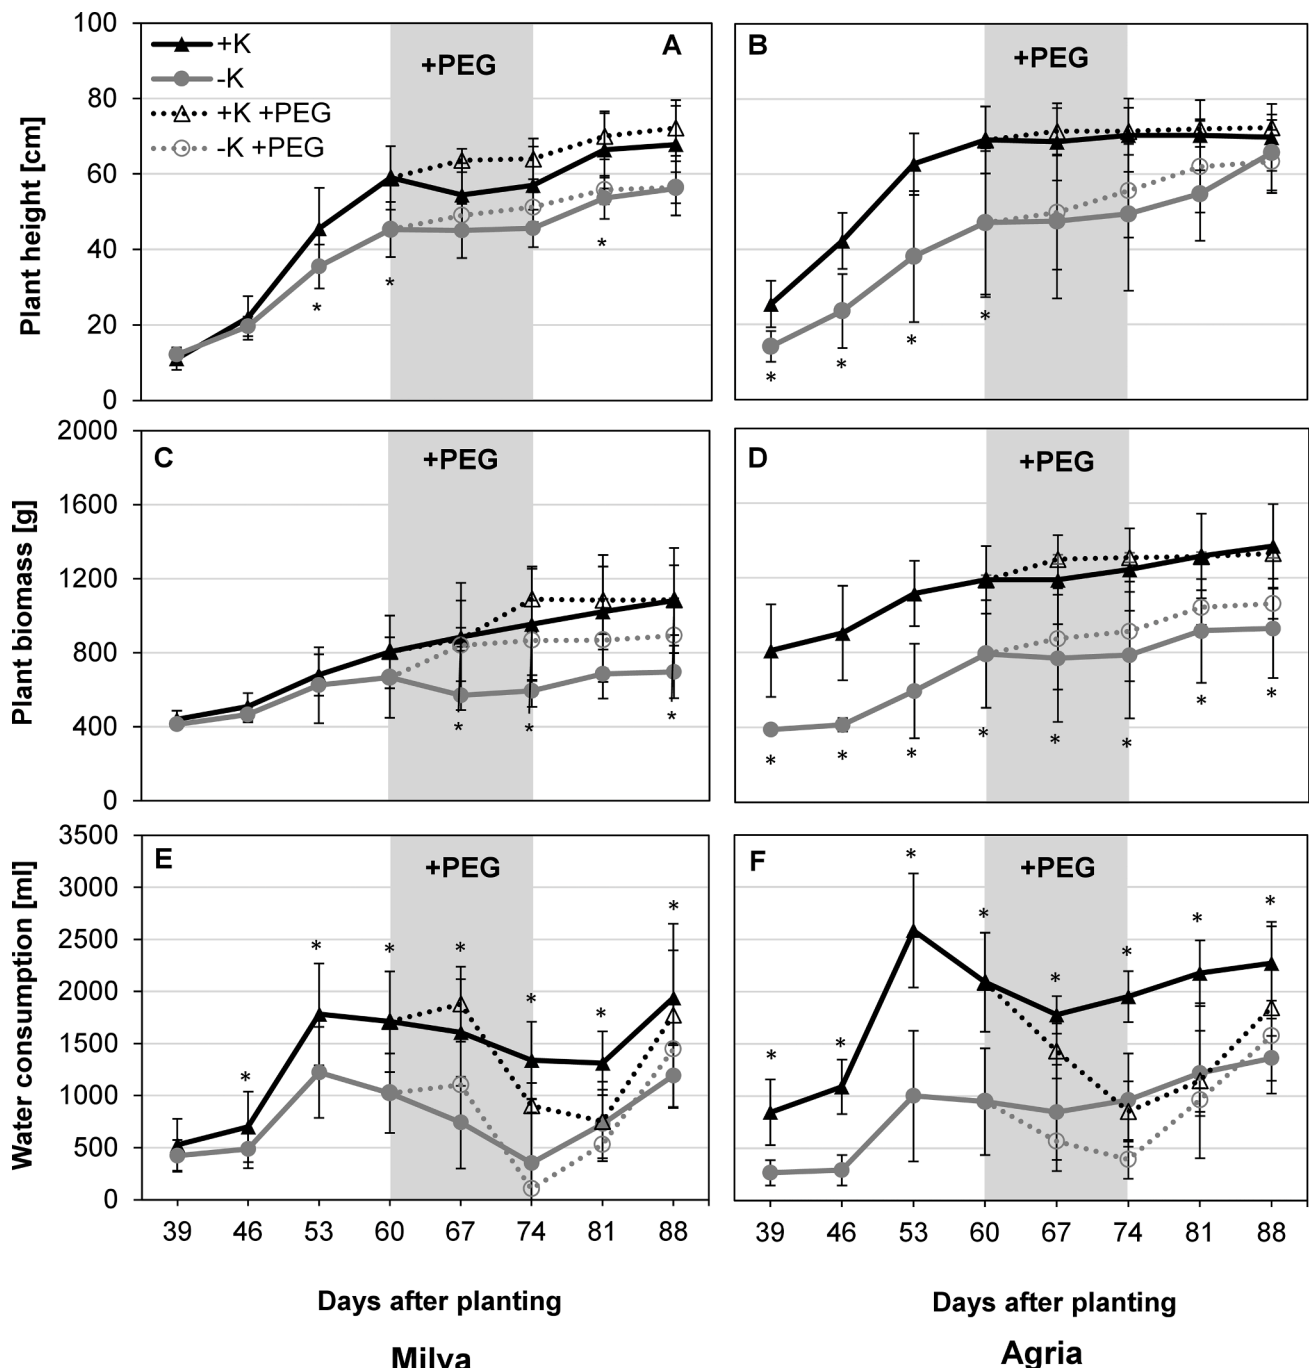 100
80
60
40
20
0
Plant height [cm]
+K
-K
+K +PEG
-K +PEG
+PEG
A
*
*
*
B
+PEG
*
*
*
*
2000
1600
1200
800
400
0
Plant biomass [g]
C
+PEG
*
*
*
D
+PEG
*
*
*
*
*
*
*
*
3500
3000
2500
2000
1500
1000
500
0
Water consumption [ml]
E
+PEG
*
*
*
*
*
*
*
39 46 53 60 67 74 81 88
Days after planting
Milva
F
+PEG
*
*
*
*
*
*
*
*
39 46 53 60 67 74 81 88
Days after planting
Agria